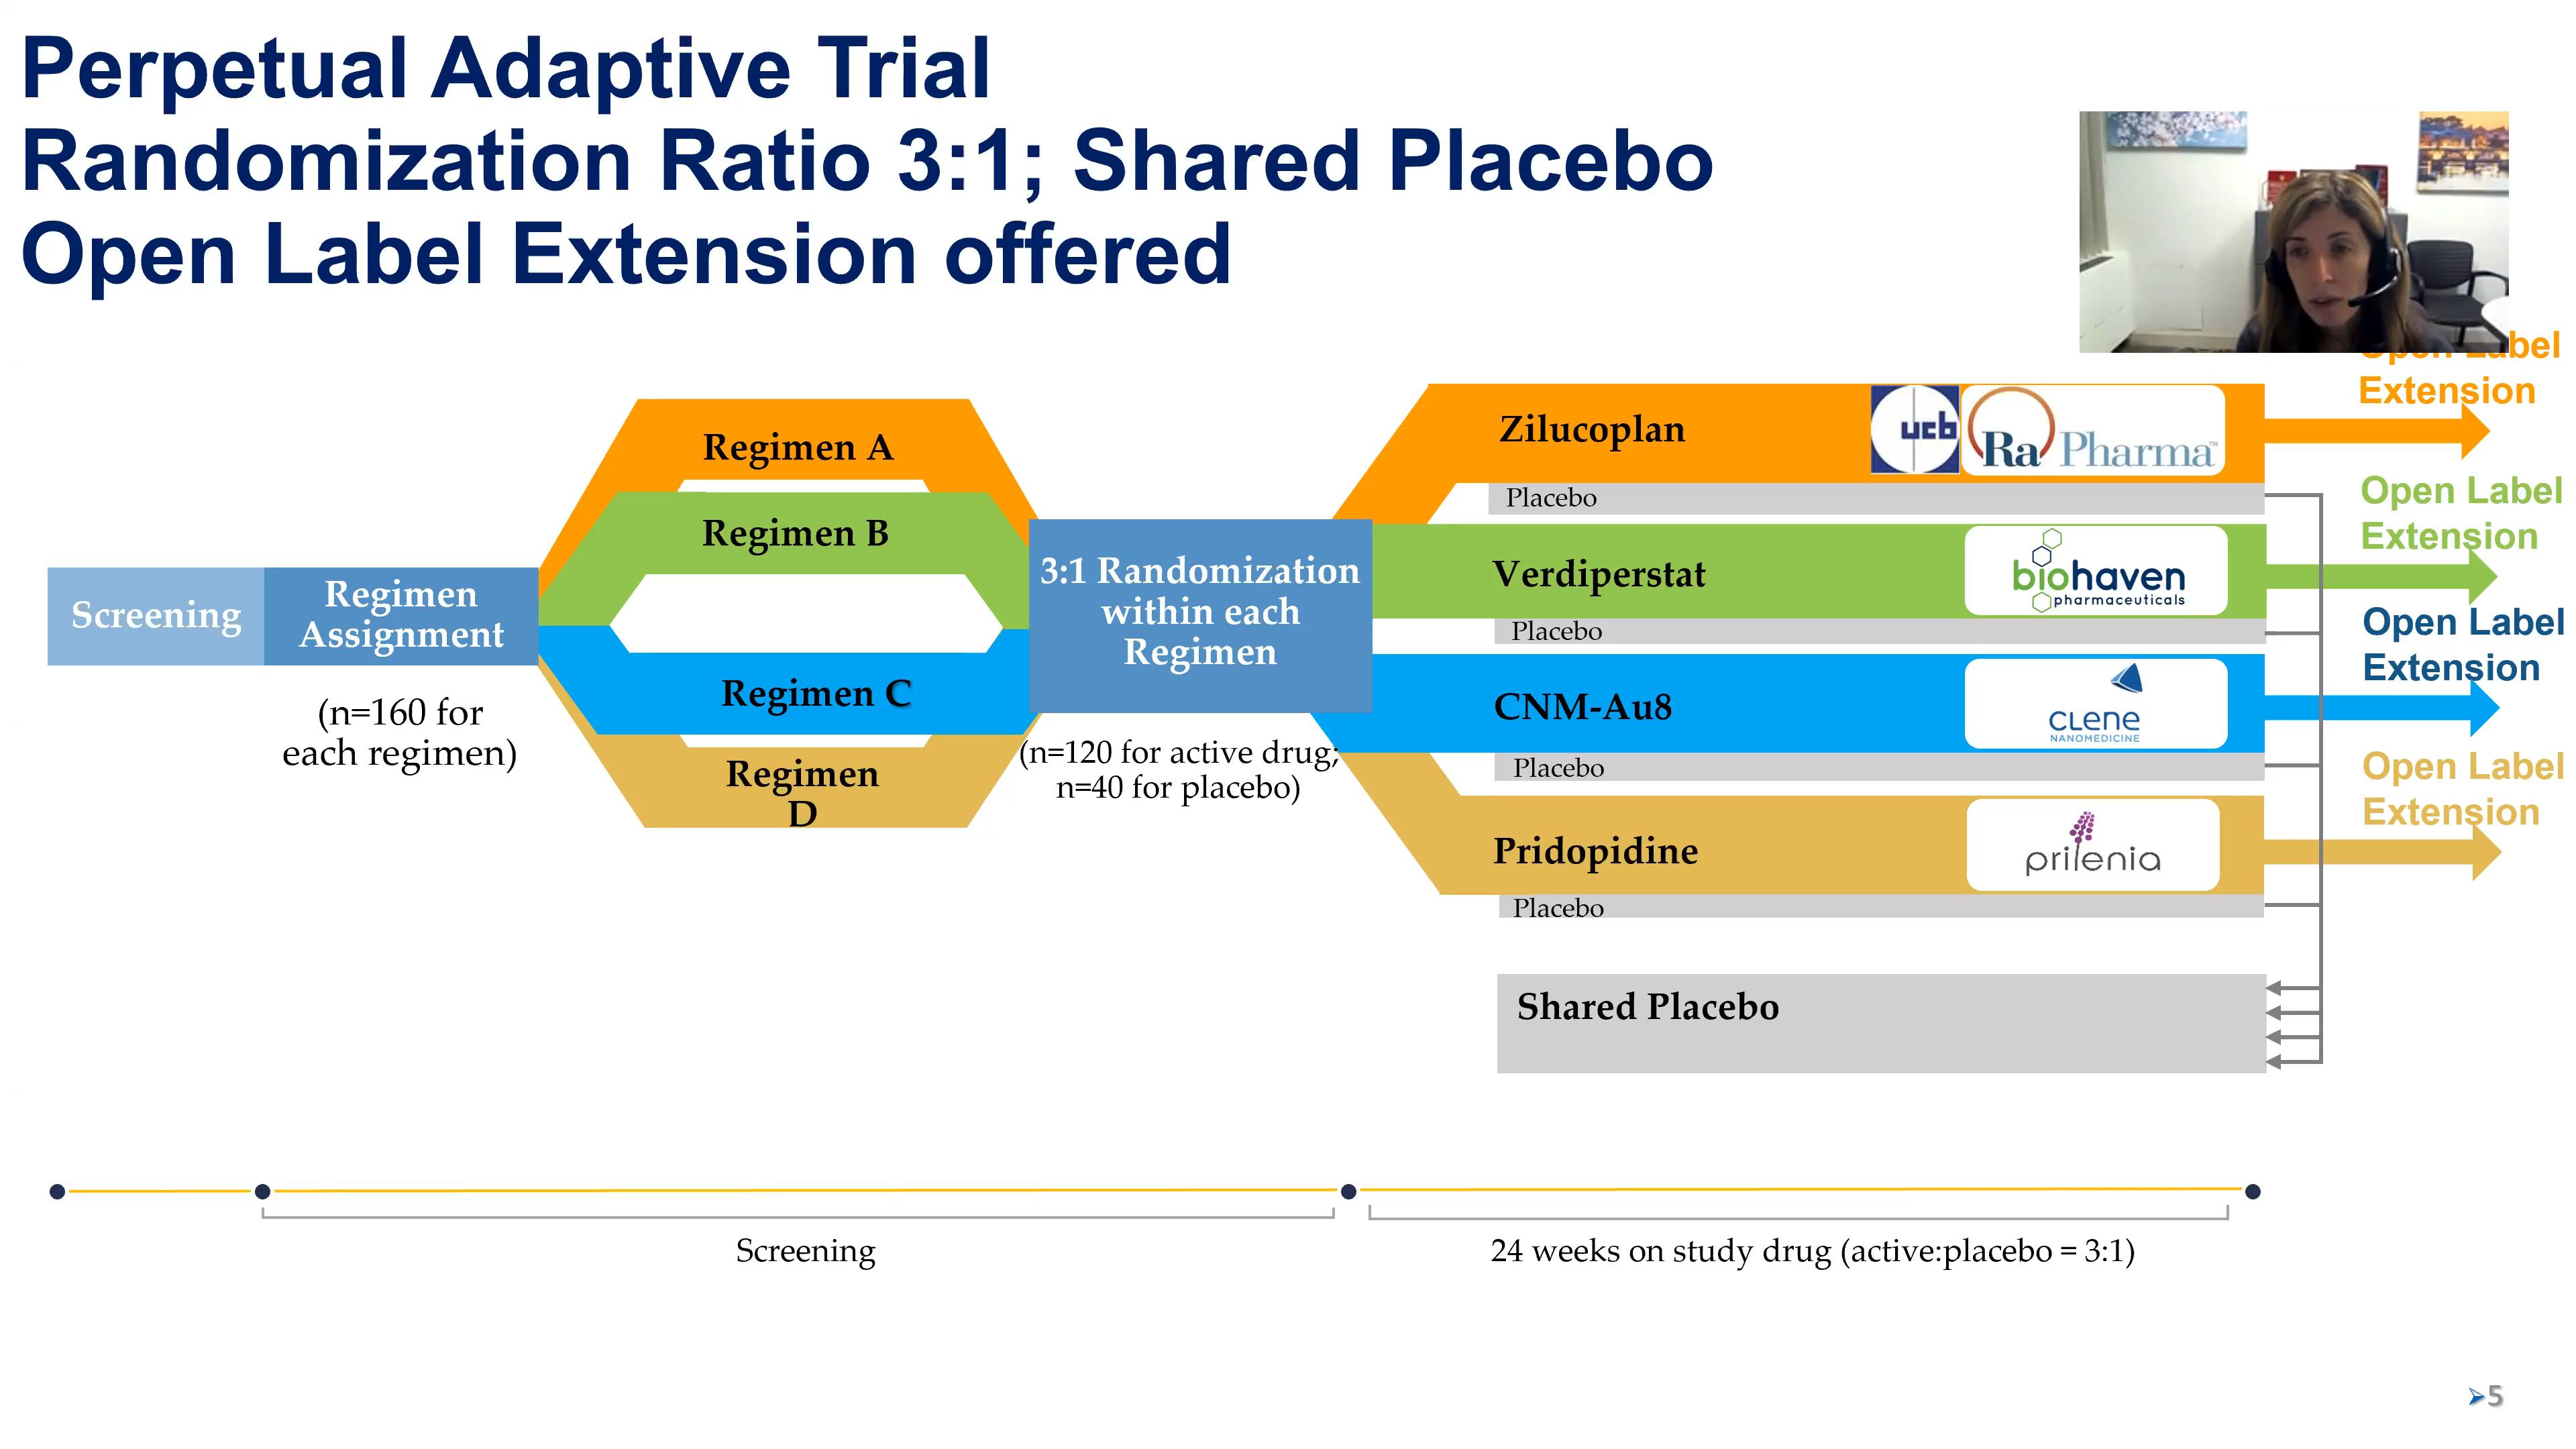 Perpetual Adaptive Trial
Randomization Ratio 3:1; Shared Placebo
Open Label Extension offered
Screening
Regimen
Assignment
(n=160 for
each regimen)
Regimen A
Regimen B
Regimen C
Regimen
D
3:1 Randomization
within each
Regimen
(n=120 for active drug;
n=40 for placebo)
Zilucoplan
ucb
Ra Pharma™
Placebo
Open Label
Extension
Verdiperstat
biohaven
pharmaceuticals
Placebo
Open Label
Extension
CNM-Au8
CLENE
NANOMEDICINE
Placebo
Open Label
Extension
Pridopidine
prilenia
Placebo
Open Label
Extension
Shared Placebo
Screening
24 weeks on study drug (active:placebo = 3:1)
5